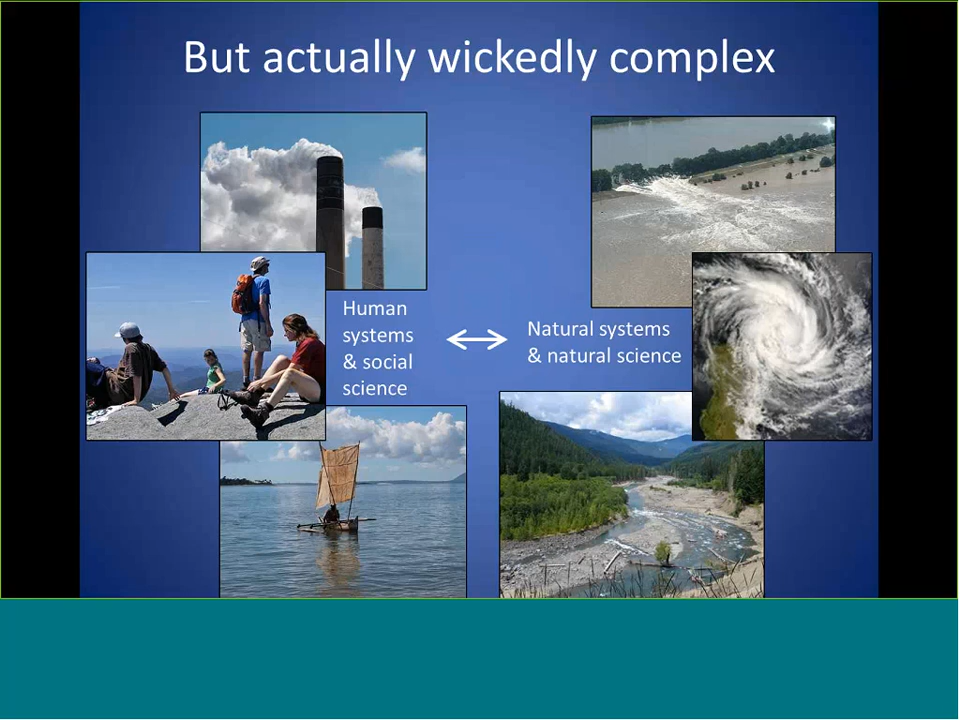 But actually wickedly complex
Human
systems
& social
science
Natural systems
& natural science